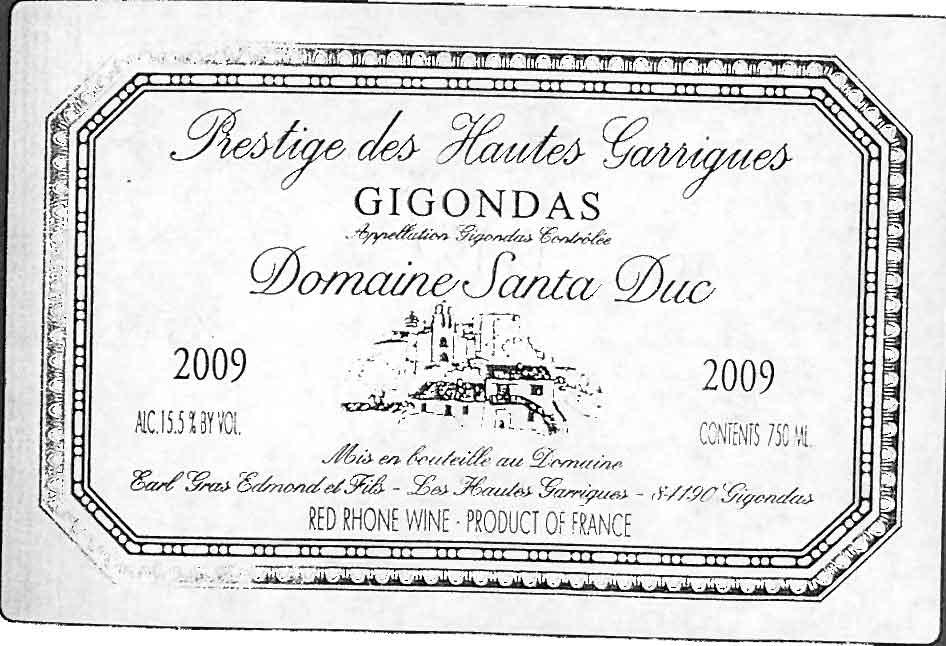 Prestige des Hautes Garrigues
GIGONDAS
Appellation Gigondas Contrôlée
Domaine Santa Duc
2009
2009
ALC.15.5 % BY VOL.
CONTENTS 750 ML.
Mis en bouteille au Domaine
Earl Gras Edmond et Fils - Les Hautes Garrigues - 84190 Gigondas
RED RHONE WINE - PRODUCT OF FRANCE